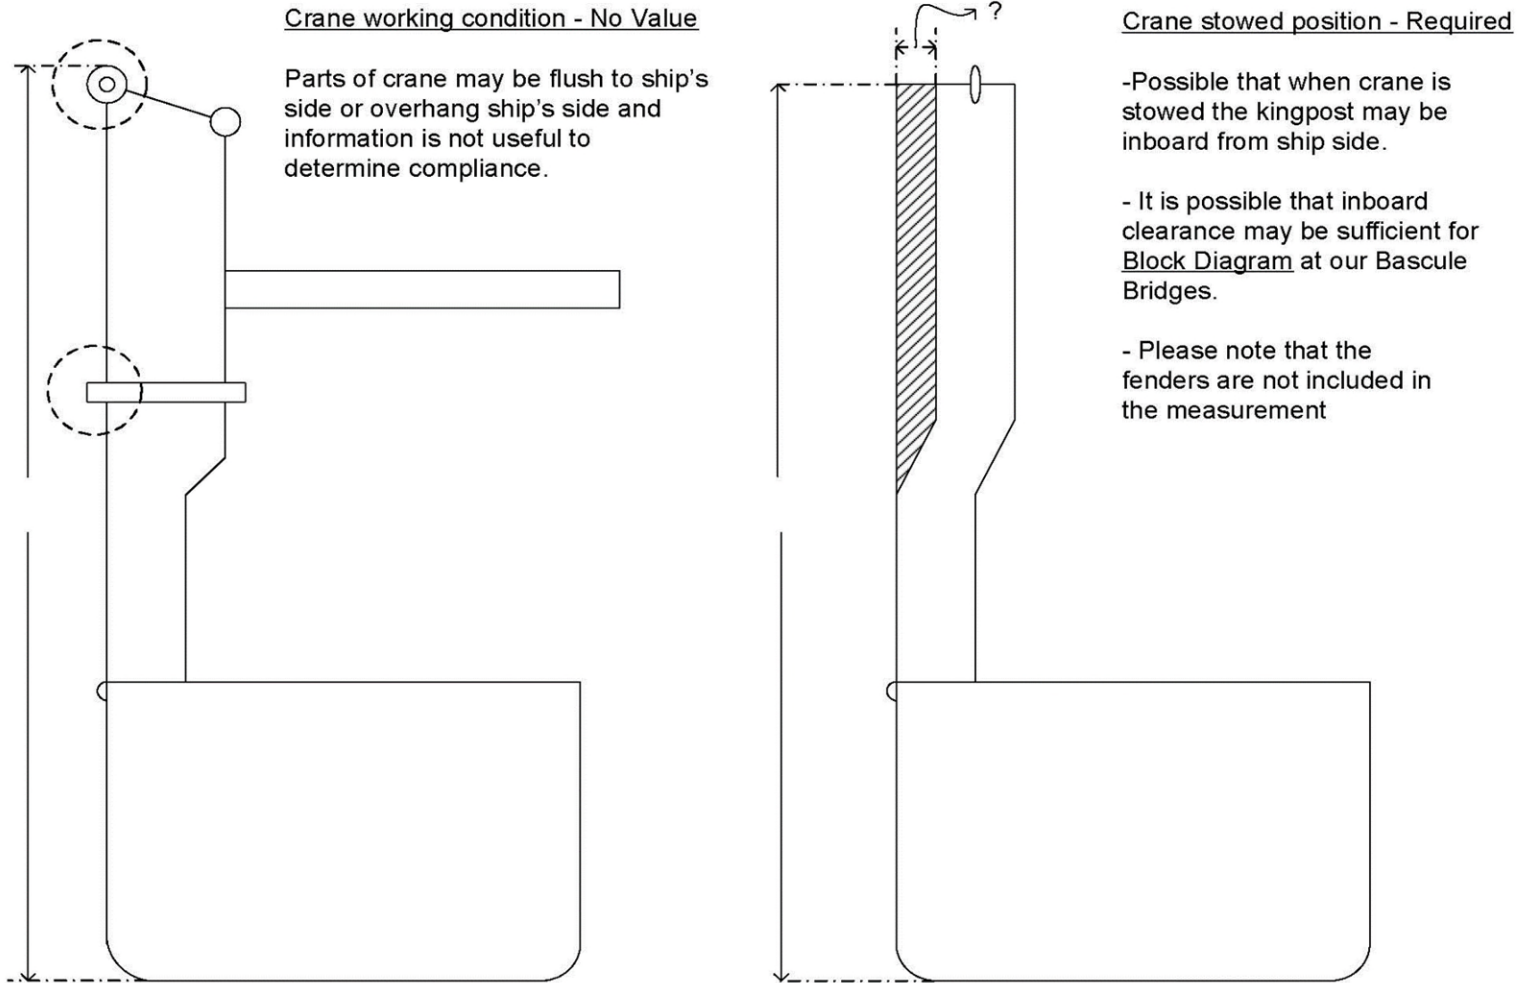 Crane working condition - No Value
Parts of crane may be flush to ship's
side or overhang ship's side and
information is not useful to
determine compliance.
?
Crane stowed position - Required
-Possible that when crane is
stowed the kingpost may be
inboard from ship side.
- It is possible that inboard
clearance may be sufficient for
Block Diagram at our Bascule
Bridges.
- Please note that the
fenders are not included in
the measurement